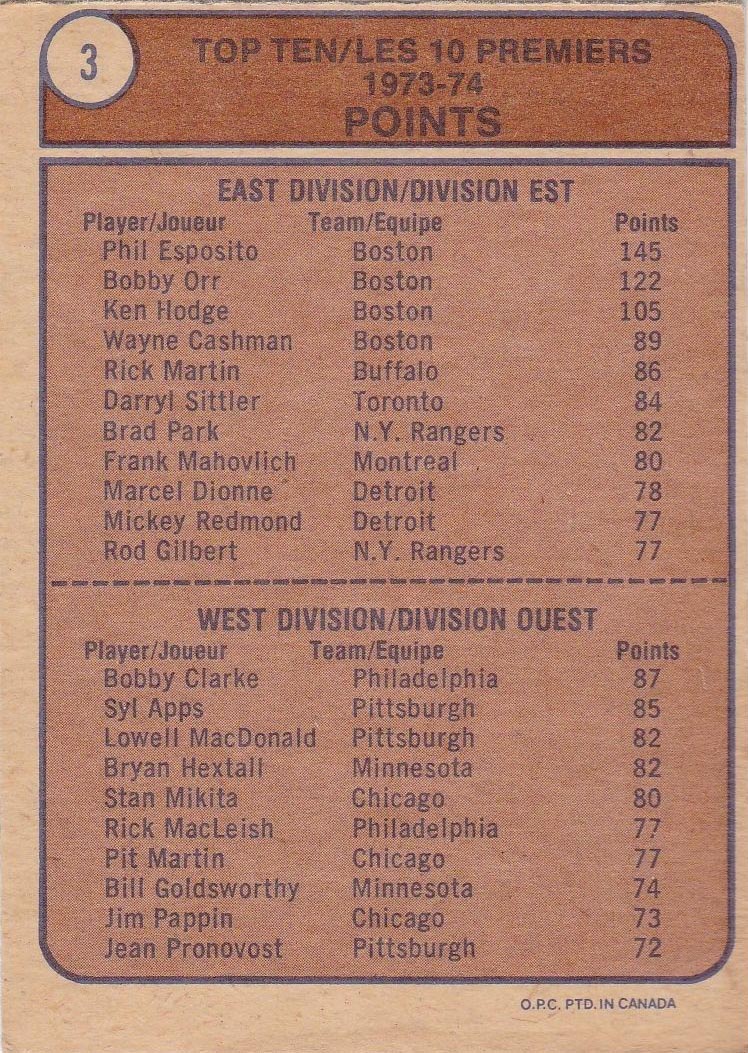 3
TOP TEN/LES 10 PREMIERS
1973-74
POINTS
EAST DIVISION/DIVISION EST
Player/Joueur Team/Equipe Points
Phil Esposito Boston 145
Bobby Orr Boston 122
Ken Hodge Boston 105
Wayne Cashman Boston 89
Rick Martin Buffalo 86
Darryl Sittler Toronto 84
Brad Park N.Y. Rangers 82
Frank Mahovlich Montreal 80
Marcel Dionne Detroit 78
Mickey Redmond Detroit 77
Rod Gilbert N.Y. Rangers 77
WEST DIVISION/DIVISION OUEST
Player/Joueur Team/Equipe Points
Bobby Clarke Philadelphia 87
Syl Apps Pittsburgh 85
Lowell MacDonald Pittsburgh 82
Bryan Hextall Minnesota 82
Stan Mikita Chicago 80
Rick MacLeish Philadelphia 77
Pit Martin Chicago 77
Bill Goldsworthy Minnesota 74
Jim Pappin Chicago 73
Jean Pronovost Pittsburgh 72
O.P.C. PTD. IN CANADA